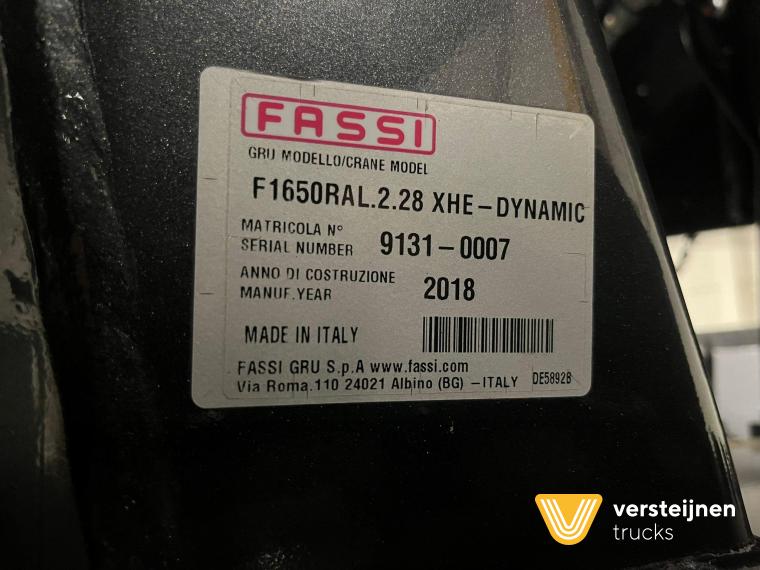 FASSI
GRU MODELLO/CRANE MODEL
F1650RAL.2.28 XHE-DYNAMIC
MATRICOLA N°
SERIAL NUMBER 9131-0007
ANNO DI COSTRUZIONE
MANUF.YEAR 2018
MADE IN ITALY
FASSI GRU S.p.A www.fassi.com
Via Roma.110 24021 Albino (BG) -ITALY DE5892B
versteijnen
trucks